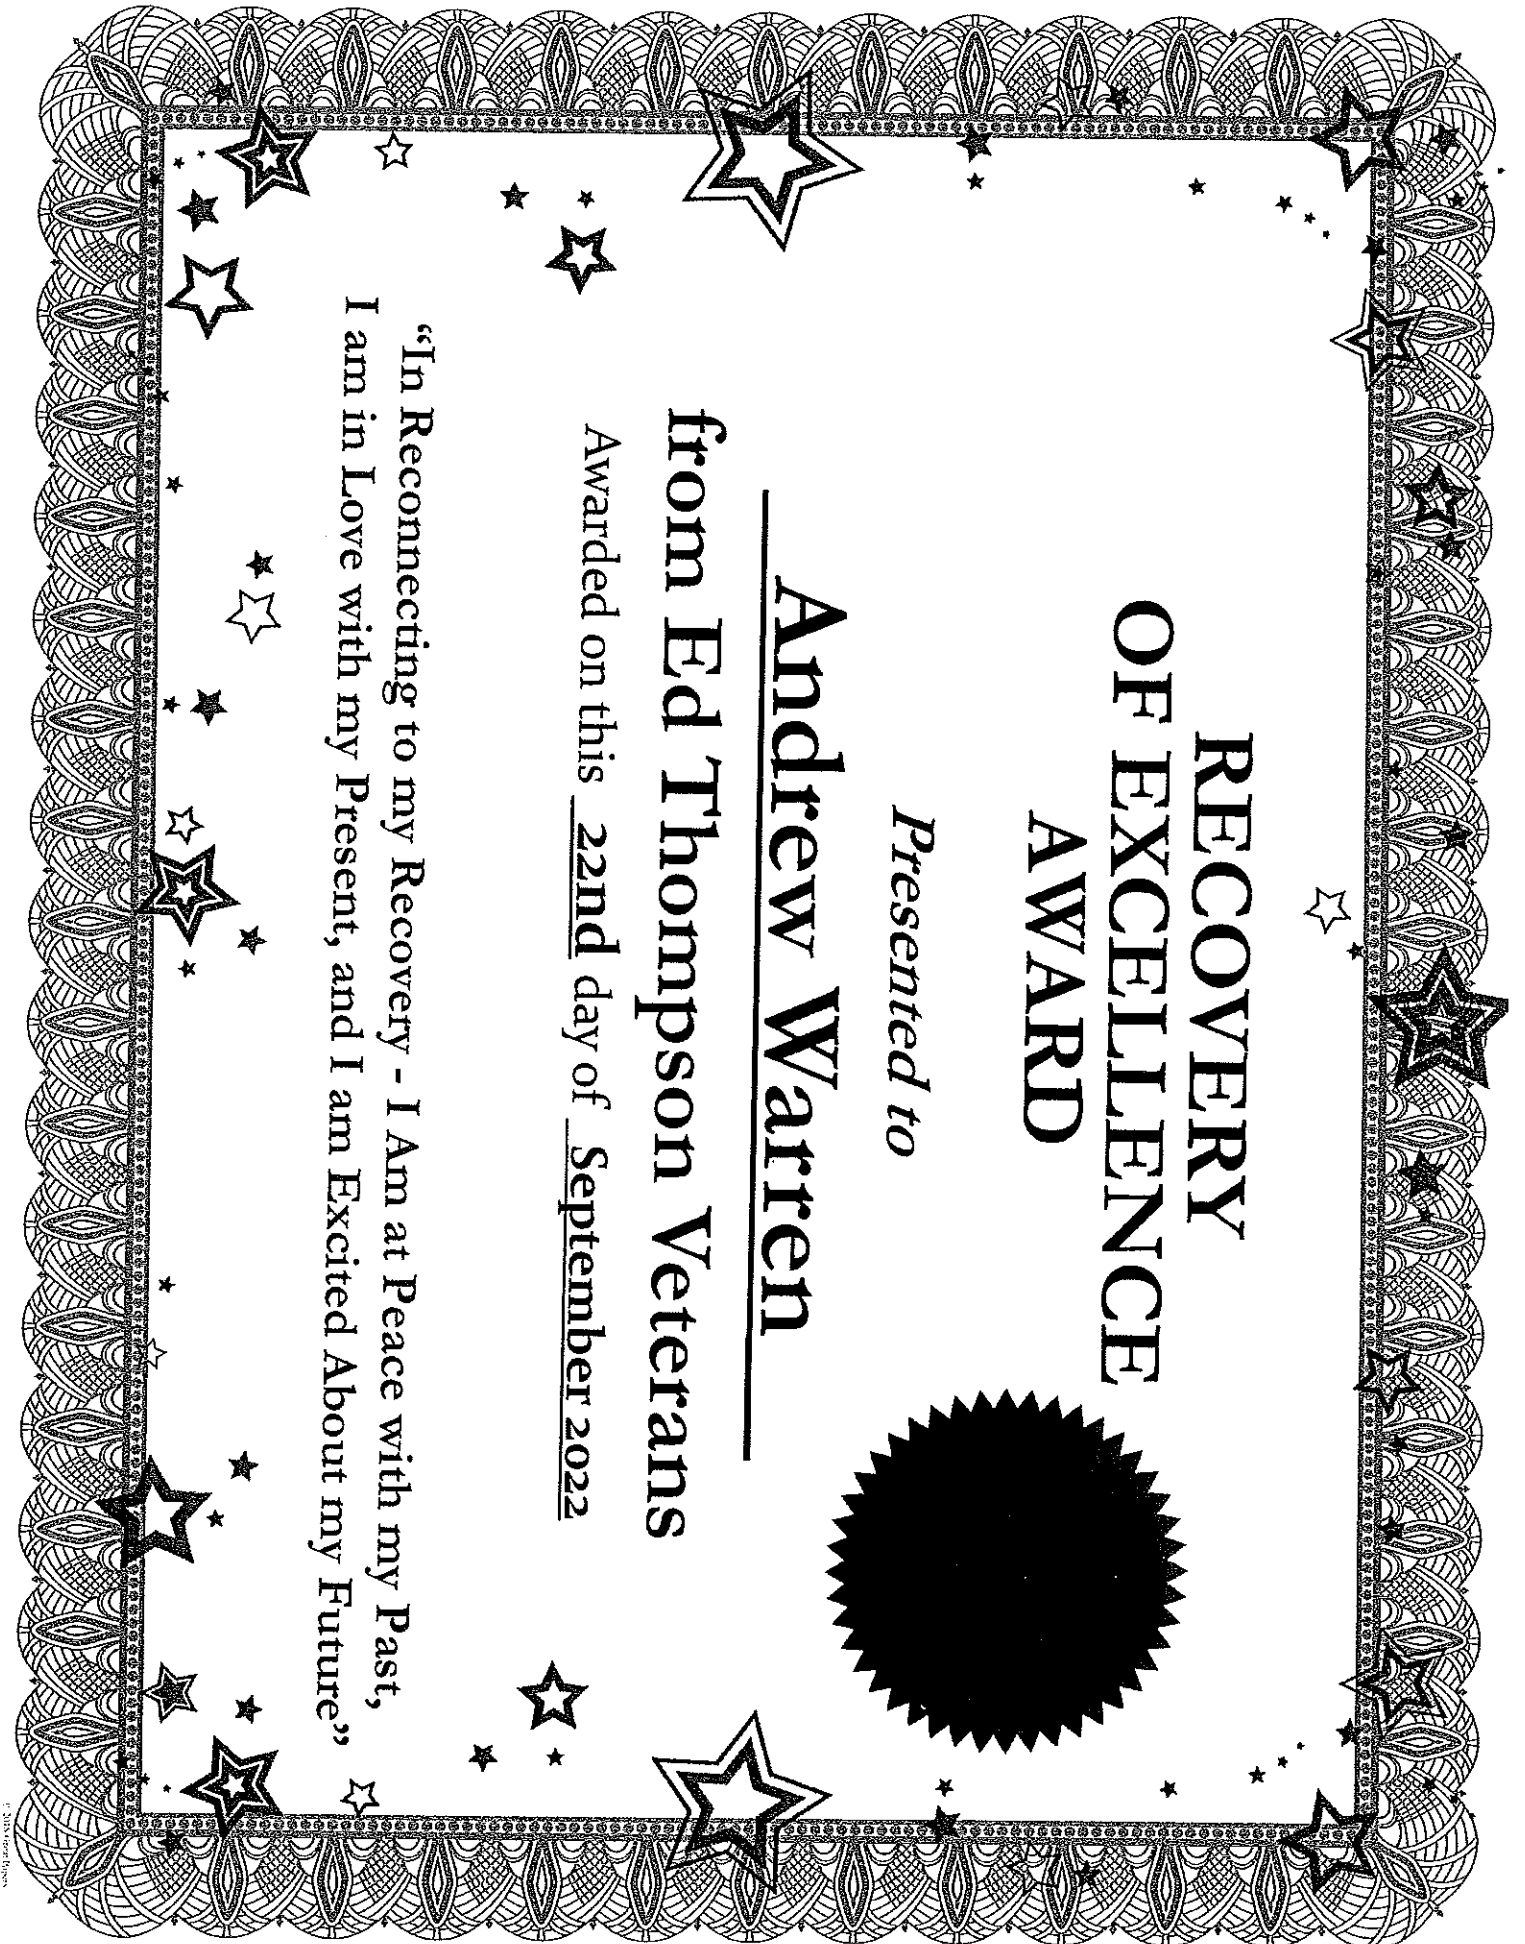 RECOVERY
OF EXCELLENCE
AWARD
Presented to
Andrew Warren
from Ed Thompson Veterans
Awarded on this 22nd day of September 2022
“In Reconnecting to my Recovery - I Am at Peace with my Past,
I am in Love with my Present, and I am Excited About my Future”